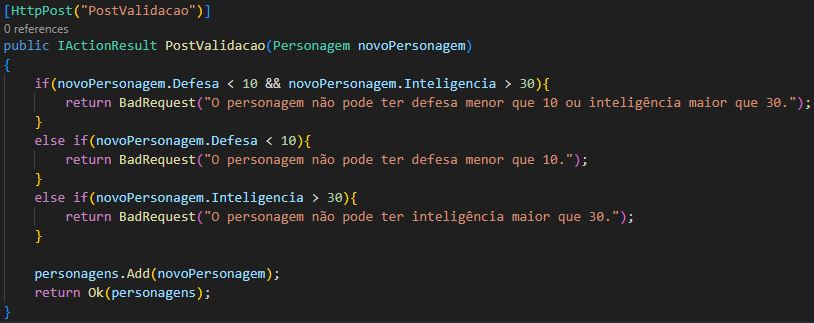 [HttpPost("PostValidacao")]
0 references
public IActionResult PostValidacao(Personagem novoPersonagem)
{
    if(novoPersonagem.Defesa < 10 && novoPersonagem.Inteligencia > 30){
        return BadRequest("O personagem não pode ter defesa menor que 10 ou inteligência maior que 30.");
    }
    else if(novoPersonagem.Defesa < 10){
        return BadRequest("O personagem não pode ter defesa menor que 10.");
    }
    else if(novoPersonagem.Inteligencia > 30){
        return BadRequest("O personagem não pode ter inteligência maior que 30.");
    }

    personagens.Add(novoPersonagem);
    return Ok(personagens);
}